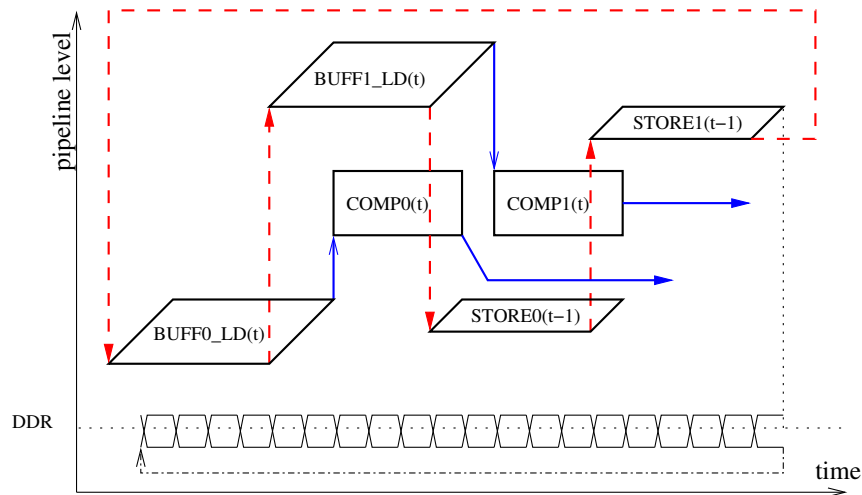 pipeline level
BUFF1_LD(t)
STORE1(t−1)
COMP0(t)
COMP1(t)
BUFF0_LD(t)
STORE0(t−1)
DDR
time